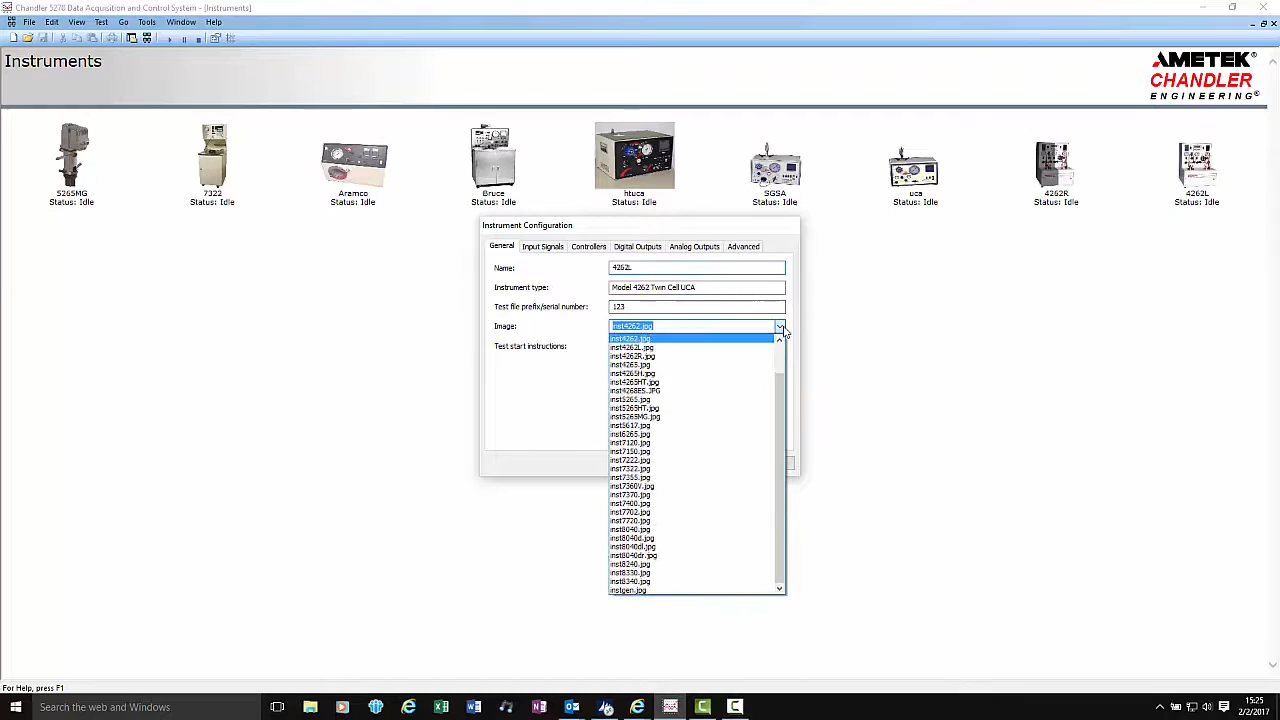 Chandler 5270 Data Acquisition and Control System - [Instruments]
File Edit View Test Go Tools Window Help
Instruments
AMETEK®
CHANDLER
ENGINEERING®
5265MG 7322 Aramco Bruce htuca SGSA uca 4262R 4262L
Status: Idle Status: Idle Status: Idle Status: Idle Status: Idle Status: Idle Status: Idle Status: Idle Status: Idle
Instrument Configuration
General Input Signals Controllers Digital Outputs Analog Outputs Advanced
Name: 4262L
Instrument type: Model 4262 Twin Cell UCA
Test file prefix/serial number: 123
Image: inst4262.jpg
Test start instructions:
inst4262.jpg
inst4262L.jpg
inst4262R.jpg
inst4265.jpg
inst4265H.jpg
inst4265HT.jpg
inst4268ES.JPG
inst5265.jpg
inst5265HT.jpg
inst5265MG.jpg
inst5617.jpg
inst6265.jpg
inst7120.jpg
inst7150.jpg
inst7222.jpg
inst7322.jpg
inst7355.jpg
inst7360V.jpg
inst7370.jpg
inst7400.jpg
inst7702.jpg
inst7720.jpg
inst8040.jpg
inst8040d.jpg
inst8040dl.jpg
inst8040dr.jpg
inst8240.jpg
inst8330.jpg
inst8340.jpg
instgen.jpg
For Help, press F1
Search the web and Windows
15:25
2/2/2017